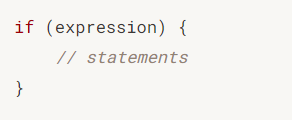 if (expression) {
    // statements
}